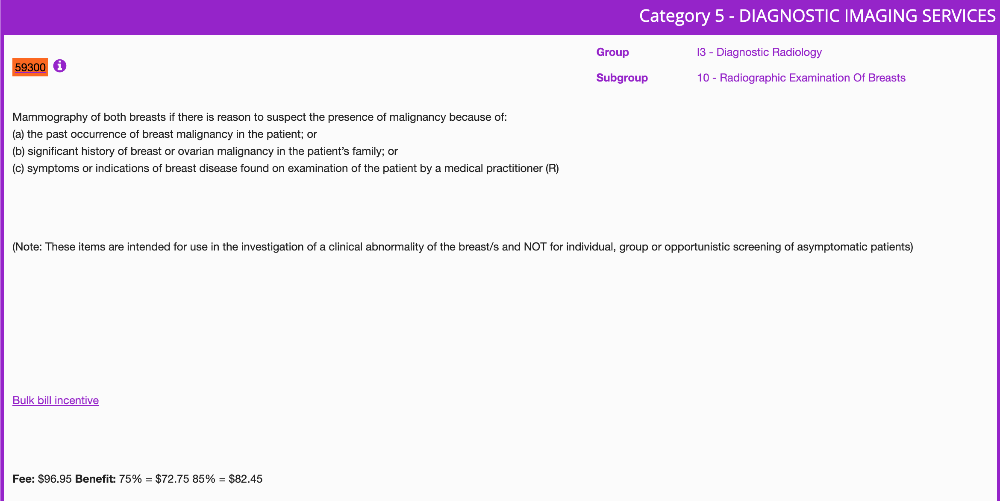 Category 5 - DIAGNOSTIC IMAGING SERVICES
59300
Group I3 - Diagnostic Radiology
Subgroup 10 - Radiographic Examination Of Breasts
Mammography of both breasts if there is reason to suspect the presence of malignancy because of:
(a) the past occurrence of breast malignancy in the patient; or
(b) significant history of breast or ovarian malignancy in the patient’s family; or
(c) symptoms or indications of breast disease found on examination of the patient by a medical practitioner (R)
(Note: These items are intended for use in the investigation of a clinical abnormality of the breast/s and NOT for individual, group or opportunistic screening of asymptomatic patients)
Bulk bill incentive
Fee: $96.95 Benefit: 75% = $72.75 85% = $82.45